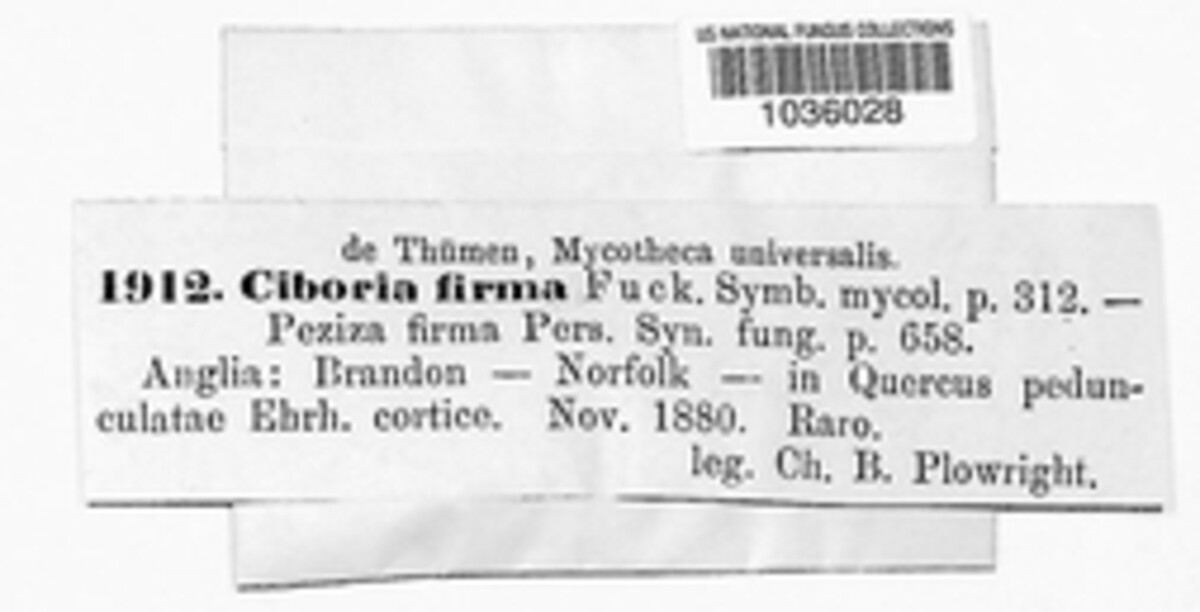 US NATIONAL FUNGUS COLLECTIONS
1036028
de Thümen, Mycotheca universalis.
1912. Ciboria firma Fuck. Symb. mycol. p. 312. —
Peziza firma Pers. Syn. fung. p. 658.
Anglia: Brandon — Norfolk — in Quercus pedun-
culatae Ehrh. cortice. Nov. 1880. Raro.
leg. Ch. B. Plowright.